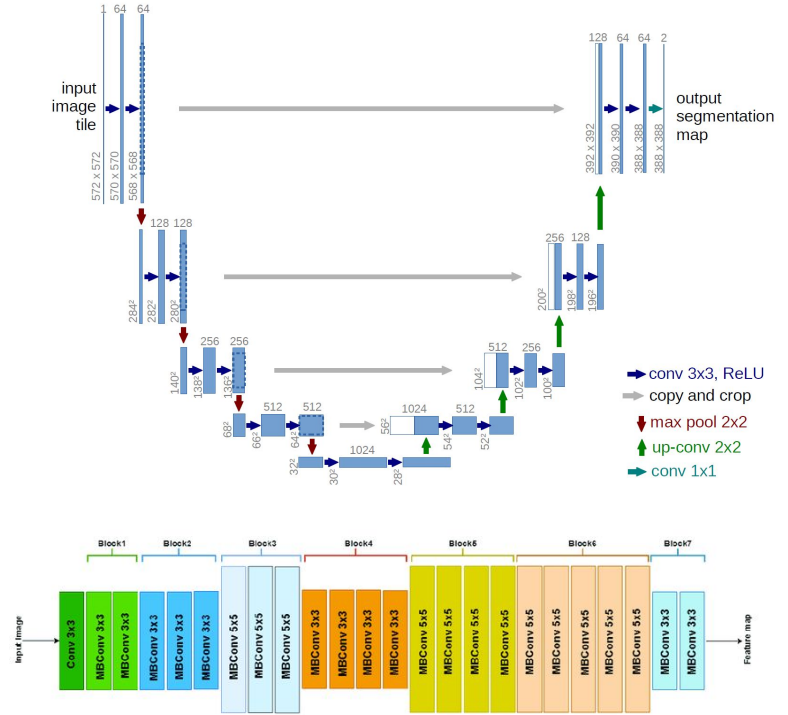 1 64 64
input
image
tile
572 x 572
570 x 570
568 x 568
128 64 64 2
output
segmentation
map
392 x 392
390 x 390
388 x 388
388 x 388
128 128
284²
282²
280²
256 128
200²
198²
196²
256 256
140²
138²
136²
512 256
104²
102²
100²
512 512
68²
66²
64²
1024 512
56²
54²
52²
1024
32²
30²
28²
conv 3x3, ReLU
copy and crop
max pool 2x2
up-conv 2x2
conv 1x1
Block1 Block2 Block3 Block4 Block5 Block6 Block7
Input Image
Conv 3x3
MBConv 3x3
MBConv 3x3
MBConv 3x3
MBConv 3x3
MBConv 3x3
MBConv 5x5
MBConv 5x5
MBConv 5x5
MBConv 3x3
MBConv 3x3
MBConv 3x3
MBConv 3x3
MBConv 5x5
MBConv 5x5
MBConv 5x5
MBConv 5x5
MBConv 5x5
MBConv 5x5
MBConv 5x5
MBConv 5x5
MBConv 5x5
MBConv 3x3
MBConv 3x3
Feature map